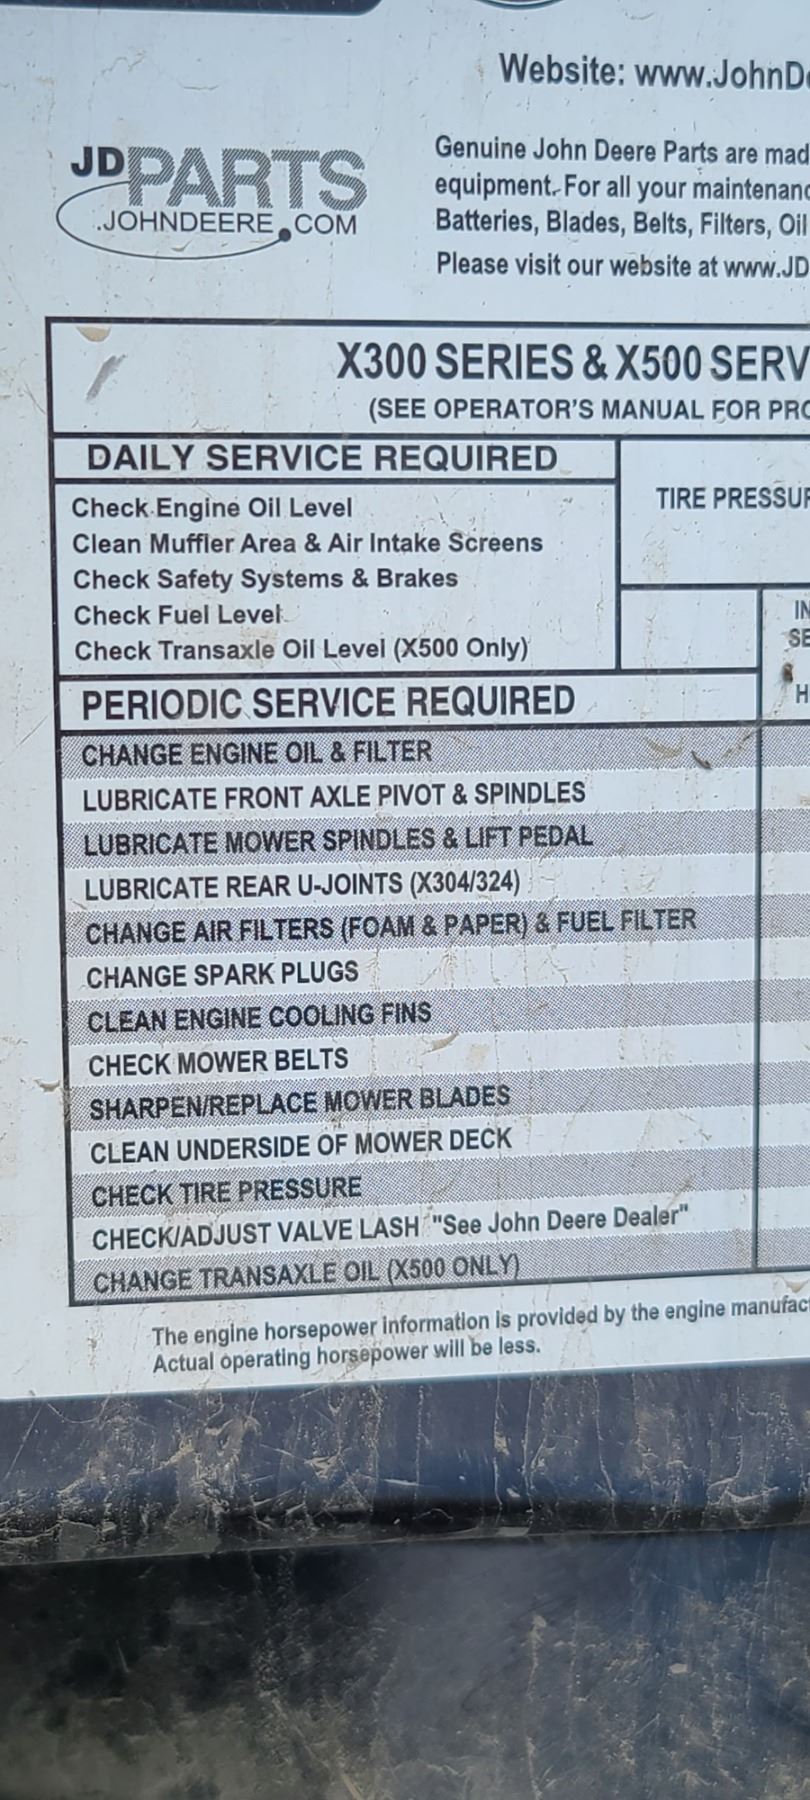 Website: www.JohnDe
JDPARTS
.JOHNDEERE.COM
Genuine John Deere Parts are mad
equipment. For all your maintenanc
Batteries, Blades, Belts, Filters, Oil
Please visit our website at www.JD
X300 SERIES & X500 SERV
(SEE OPERATOR'S MANUAL FOR PRO
DAILY SERVICE REQUIRED
Check Engine Oil Level
Clean Muffler Area & Air Intake Screens
Check Safety Systems & Brakes
Check Fuel Level
Check Transaxle Oil Level (X500 Only)
TIRE PRESSUR
IN
SE
H
PERIODIC SERVICE REQUIRED
CHANGE ENGINE OIL & FILTER
LUBRICATE FRONT AXLE PIVOT & SPINDLES
LUBRICATE MOWER SPINDLES & LIFT PEDAL
LUBRICATE REAR U-JOINTS (X304/324)
CHANGE AIR FILTERS (FOAM & PAPER) & FUEL FILTER
CHANGE SPARK PLUGS
CLEAN ENGINE COOLING FINS
CHECK MOWER BELTS
SHARPEN/REPLACE MOWER BLADES
CLEAN UNDERSIDE OF MOWER DECK
CHECK TIRE PRESSURE
CHECK/ADJUST VALVE LASH "See John Deere Dealer"
CHANGE TRANSAXLE OIL (X500 ONLY)
The engine horsepower information is provided by the engine manufact
Actual operating horsepower will be less.